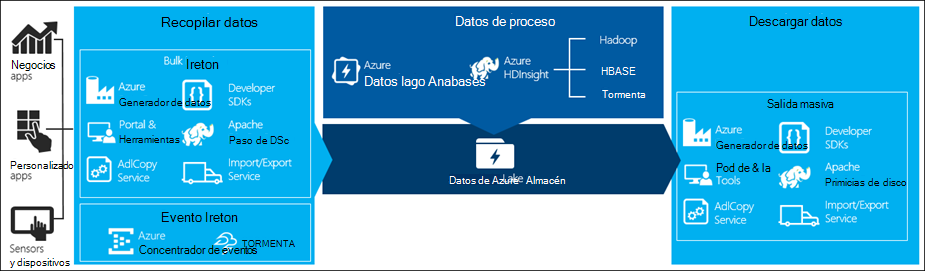 Negocios
apps
Personalizado
apps
Sensors
y dispositivos
Recopilar datos
Bulk Ireton
Azure
Generador de datos
Developer
SDKs
Portal &
Herramientas
Apache
Paso de DSc
AdlCopy
Service
Import/Export
Service
Evento Ireton
Azure
Concentrador de eventos
TORMENTA
Datos de proceso
Azure
Datos lago Anabases
Azure
HDInsight
Hadoop
HBASE
Tormenta
Datos de Azure Almacén
Lake
Descargar datos
Salida masiva
Azure
Generador de datos
Developer
SDKs
Pod de & la
Tools
Apache
Primicias de disco
AdlCopy
Service
Import/Export
Service